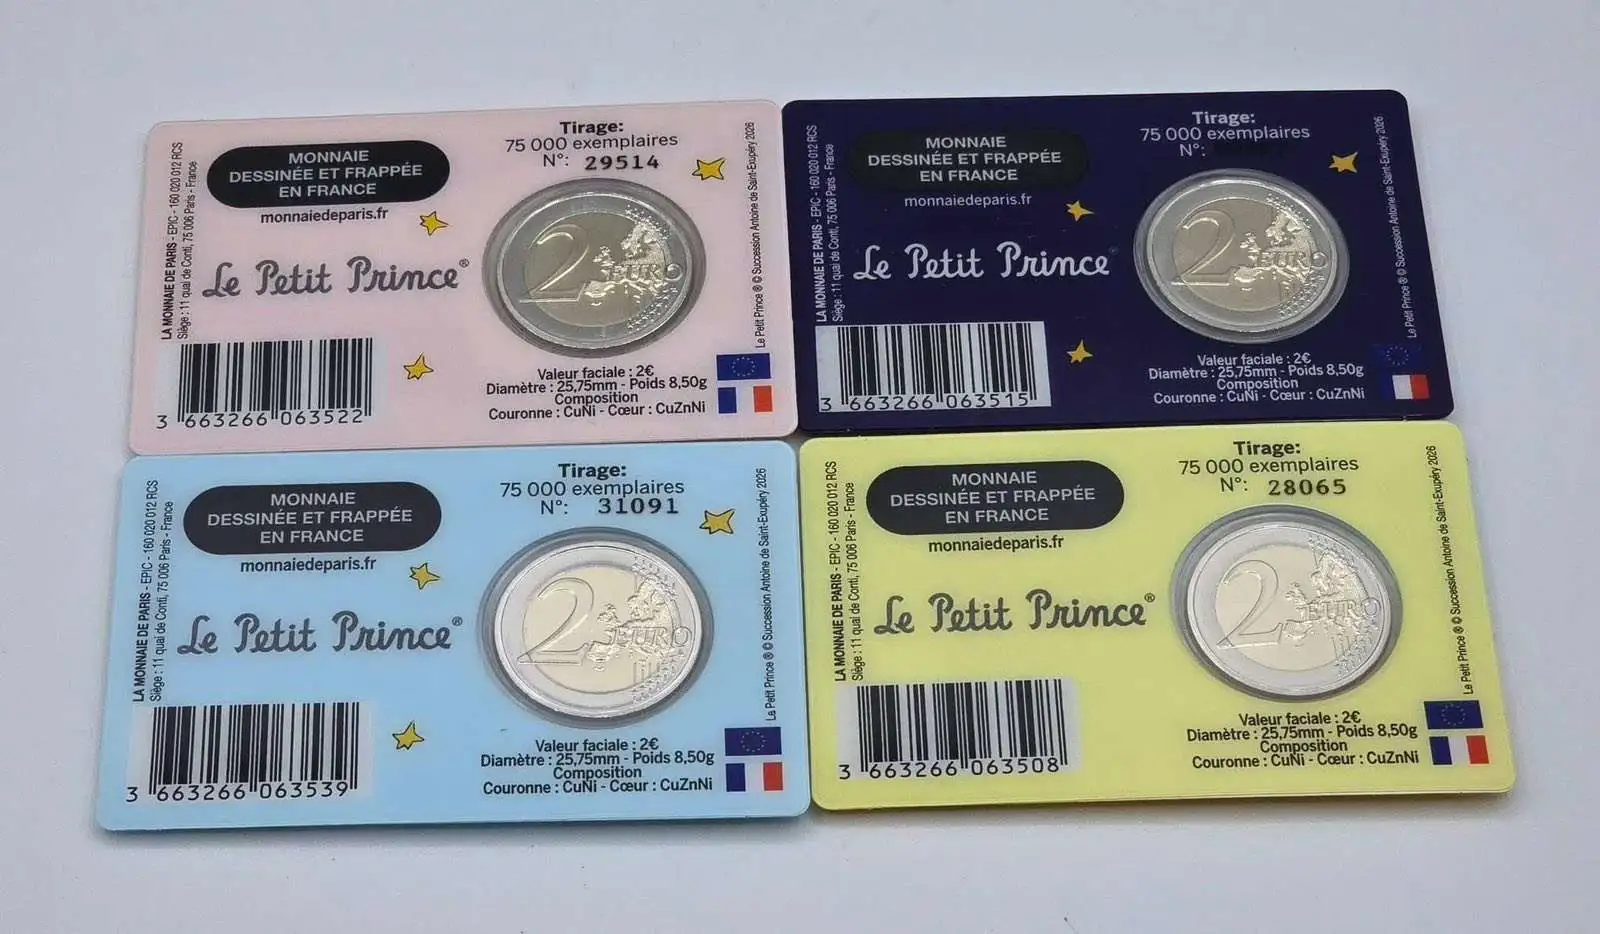 LA MONNAIE DE PARIS - EPIC - 160 020 012 RCS
Siège : 11 quai de Conti, 75 006 Paris - France
MONNAIE
DESSINÉE ET FRAPPÉE
EN FRANCE
monnaiedeparis.fr
Le Petit Prince®
3 663266 063522
Tirage:
75 000 exemplaires
N°: 29514
2 EURO
Valeur faciale : 2€
Diamètre : 25,75mm - Poids 8,50g
Composition
Couronne : CuNi - Cœur : CuZnNi
Le Petit Prince ® © Succession Antoine de Saint-Exupéry 2026
LA MONNAIE DE PARIS - EPIC - 160 020 012 RCS
Siège : 11 quai de Conti, 75 006 Paris - France
MONNAIE
DESSINÉE ET FRAPPÉE
EN FRANCE
monnaiedeparis.fr
Le Petit Prince
3 663266 063515
Tirage:
75 000 exemplaires
N°:
2 EURO
Valeur faciale : 2€
Diamètre : 25,75mm - Poids 8,50g
Composition
Couronne : CuNi - Cœur : CuZnNi
Le Petit Prince ® © Succession Antoine de Saint-Exupéry 2026
LA MONNAIE DE PARIS - EPIC - 160 020 012 RCS
Siège : 11 quai de Conti, 75 006 Paris - France
MONNAIE
DESSINÉE ET FRAPPÉE
EN FRANCE
monnaiedeparis.fr
Le Petit Prince®
3 663266 063539
Tirage:
75 000 exemplaires
N°: 31091
2 EURO
Valeur faciale : 2€
Diamètre : 25,75mm - Poids 8,50g
Composition
Couronne : CuNi - Cœur : CuZnNi
Le Petit Prince ® © Succession Antoine de Saint-Exupéry 2026
LA MONNAIE DE PARIS - EPIC - 160 020 012 RCS
Siège : 11 quai de Conti, 75 006 Paris - France
MONNAIE
DESSINÉE ET FRAPPÉE
EN FRANCE
monnaiedeparis.fr
Le Petit Prince®
3 663266 063508
Tirage:
75 000 exemplaires
N°: 28065
2 EURO
Valeur faciale : 2€
Diamètre : 25,75mm - Poids 8,50g
Composition
Couronne : CuNi - Cœur : CuZnNi
Le Petit Prince ® © Succession Antoine de Saint-Exupéry 2026